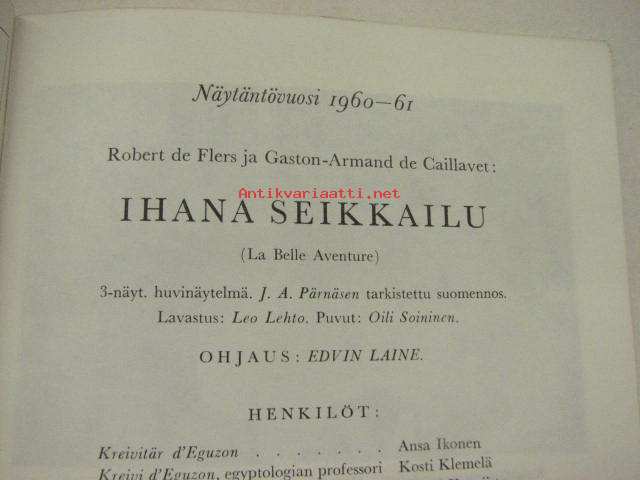 Näytäntövuosi 1960—61
Robert de Flers ja Gaston-Armand de Caillavet:
Antikvariaatti.net
IHANA SEIKKAILU
(La Belle Aventure)
3-näyt. huvinäytelmä. J. A. Pärnäsen tarkistettu suomennos.
Lavastus: Leo Lehto. Puvut: Oili Soininen.
OHJAUS: EDVIN LAINE.
HENKILÖT:
Kreivitär d'Eguzon . . . . . . . Ansa Ikonen
Kreivi d'Eguzon, egyptologian professori Kosti Klemelä